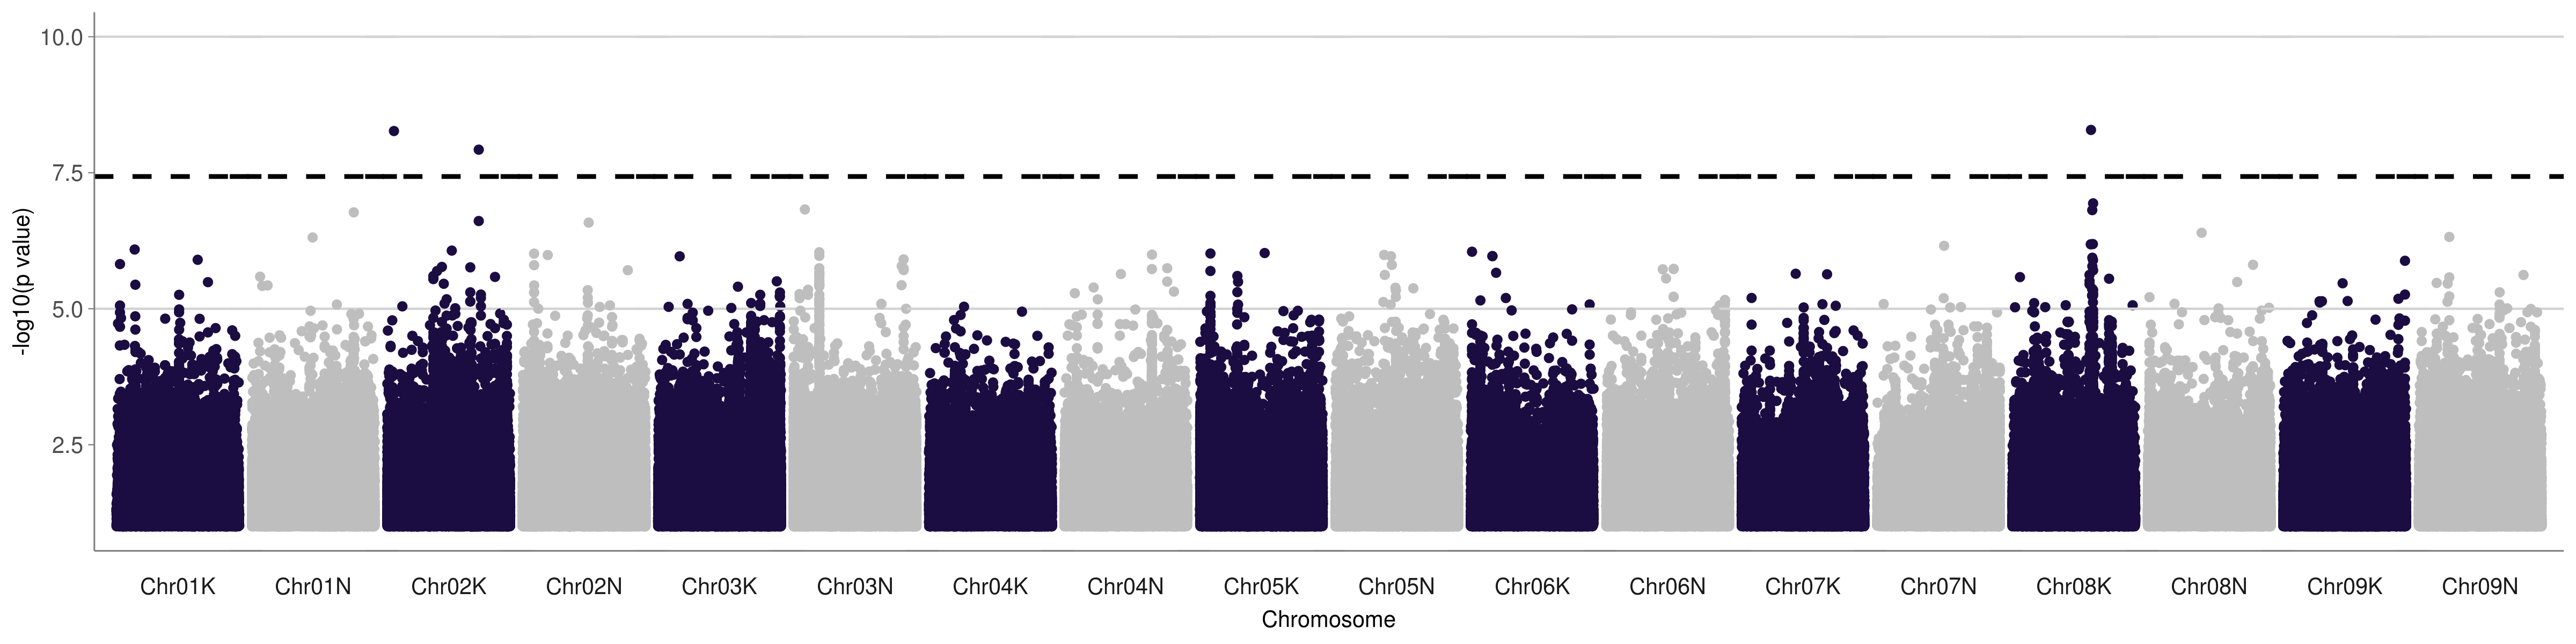 -log10(p value)
10.0
7.5
5.0
2.5
Chr01K Chr01N Chr02K Chr02N Chr03K Chr03N Chr04K Chr04N Chr05K Chr05N Chr06K Chr06N Chr07K Chr07N Chr08K Chr08N Chr09K Chr09N
Chromosome